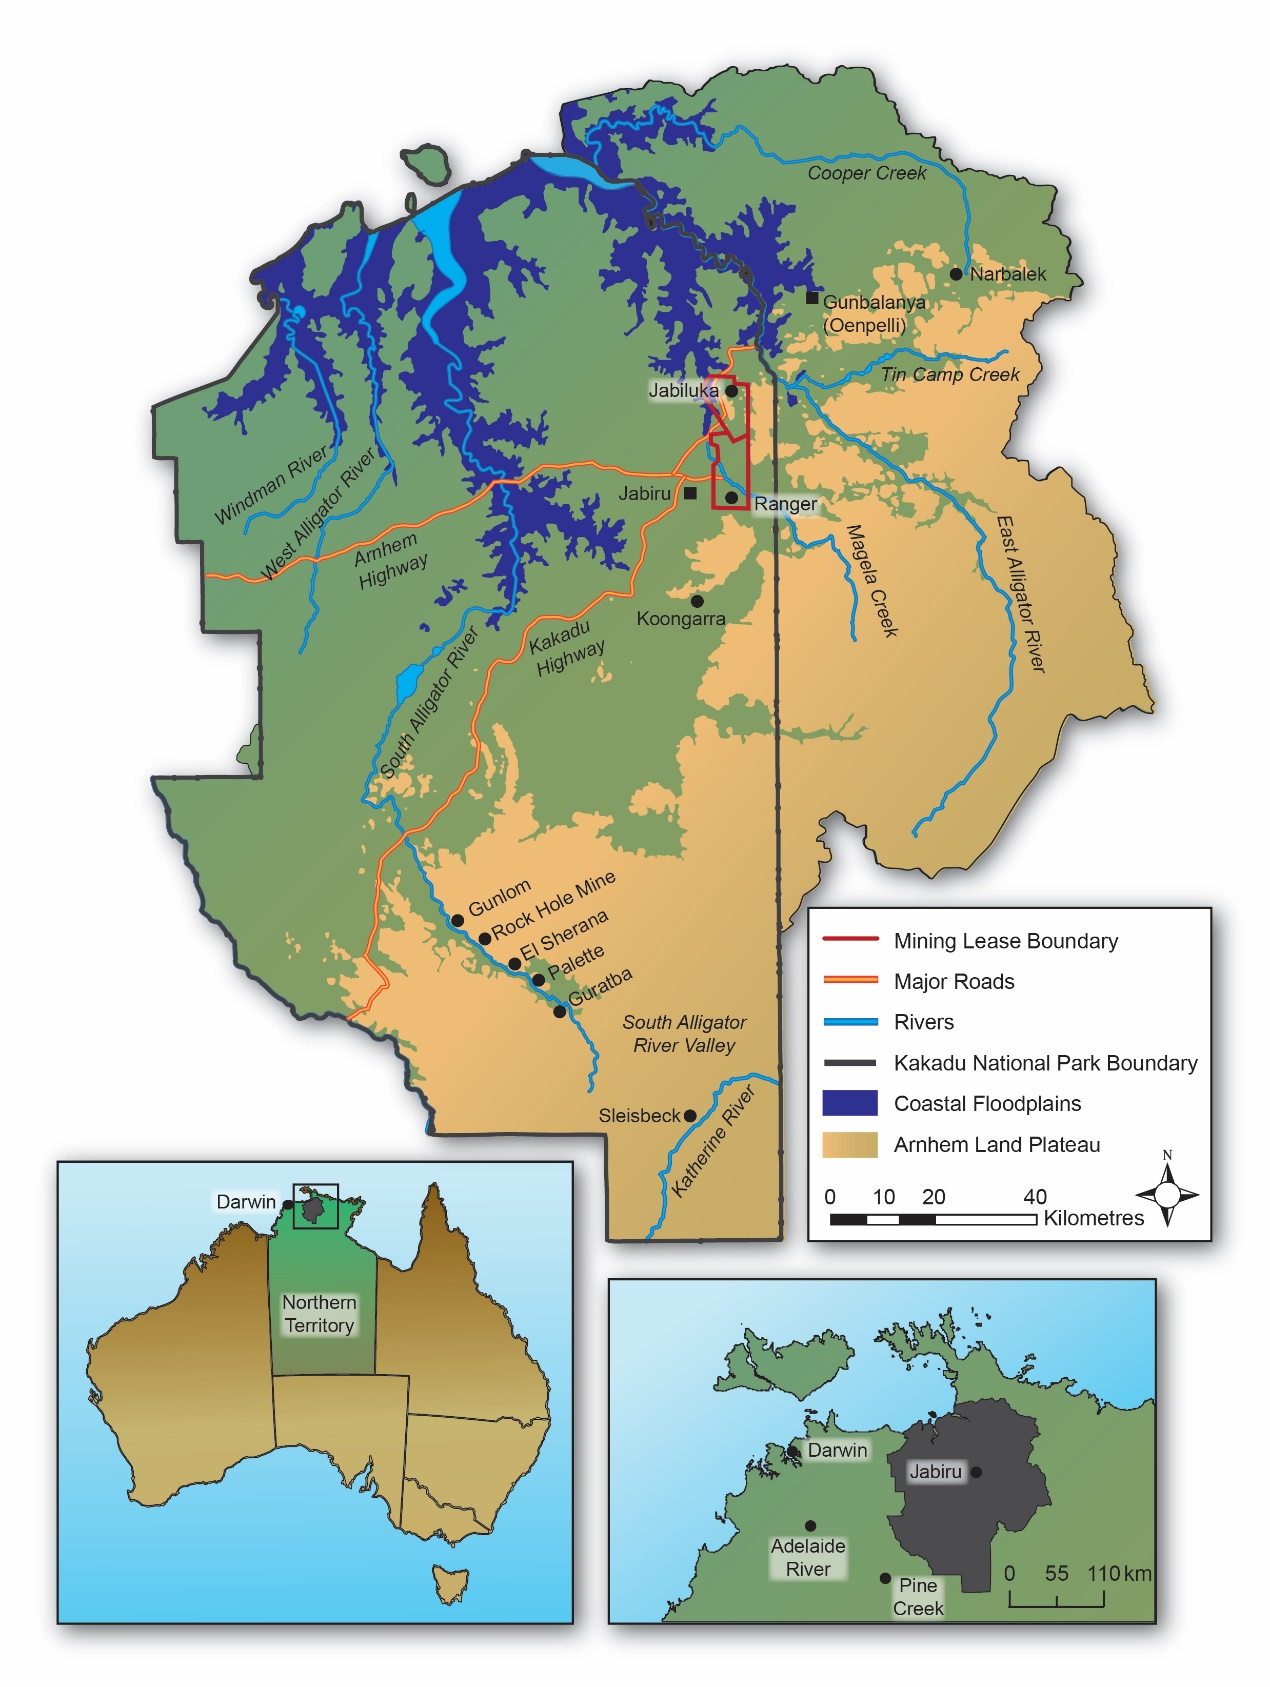 Cooper Creek
Narbalek
Gunbalanya
(Oenpelli)
Tin Camp Creek
Jabiluka
Windman River
West Alligator River
Jabiru
Ranger
Arnhem
Highway
Magela Creek
East Alligator River
Koongarra
Kakadu
Highway
South Alligator River
Gunlom
Rock Hole Mine
El Sherana
Palette
Guratba
South Alligator
River Valley
Sleisbeck
Katherine River
Mining Lease Boundary
Major Roads
Rivers
Kakadu National Park Boundary
Coastal Floodplains
Arnhem Land Plateau
N
0 10 20 40
Kilometres
Darwin
Northern
Territory
Darwin
Jabiru
Adelaide
River
Pine
Creek
0 55 110 km